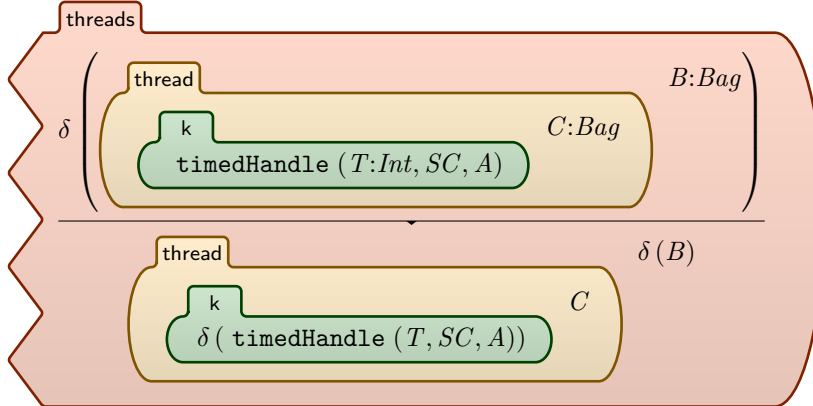 threads
thread
B:Bag
k
C:Bag
δ
timedHandle (T:Int, SC, A)
thread
δ (B)
k
C
δ ( timedHandle (T, SC, A))